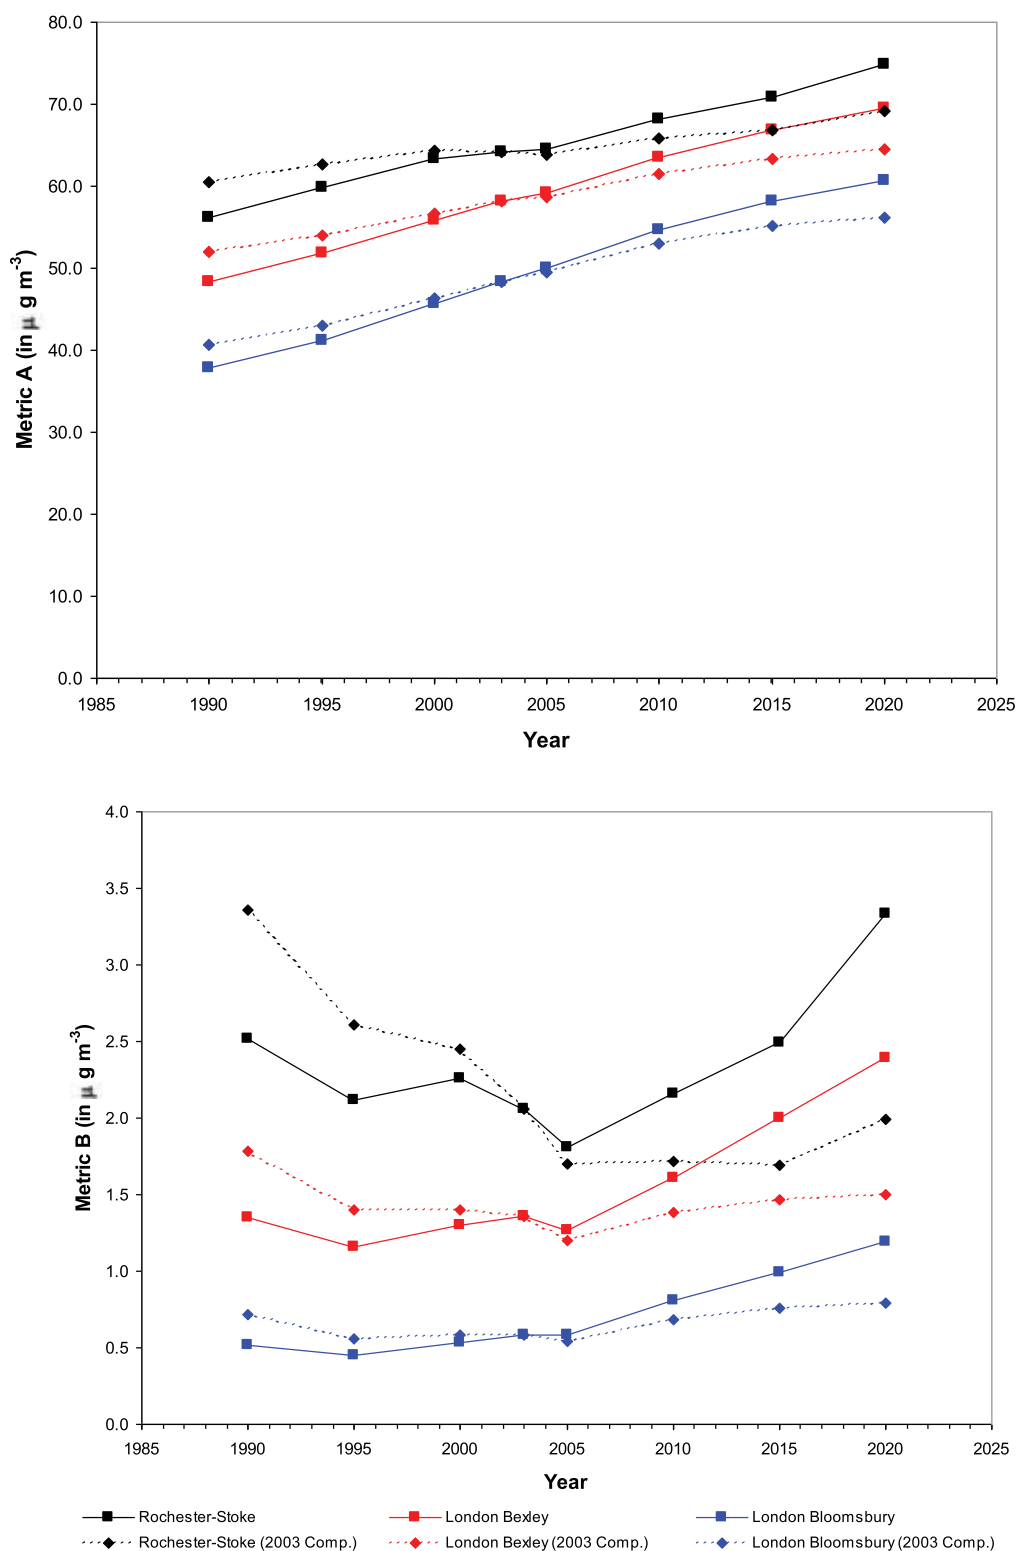 80.0
70.0
60.0
50.0
40.0
30.0
20.0
10.0
0.0
Metric A (in μ g m-3)
1985 1990 1995 2000 2005 2010 2015 2020 2025
Year
4.0
3.5
3.0
2.5
2.0
1.5
1.0
0.5
0.0
Metric B (in μ g m-3)
1985 1990 1995 2000 2005 2010 2015 2020 2025
Year
Rochester-Stoke London Bexley London Bloomsbury
Rochester-Stoke (2003 Comp.) London Bexley (2003 Comp.) London Bloomsbury (2003 Comp.)